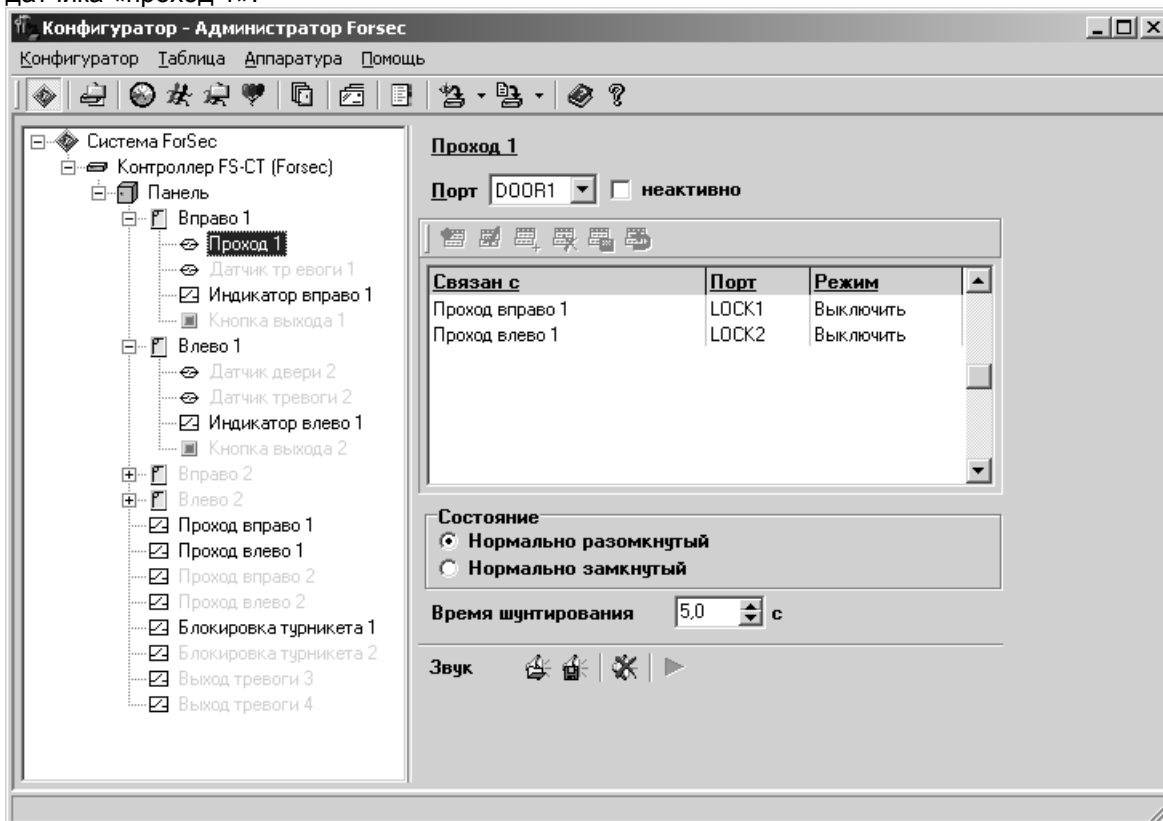 датчика «проход 1».
Конфигуратор - Администратор Forsec
Конфигуратор Таблица Аппаратура Помощь
Система ForSec
Контроллер FS-CT (Forsec)
Панель
Вправо 1
Проход 1
Датчик тр евоги 1
Индикатор вправо 1
Кнопка выхода 1
Влево 1
Датчик двери 2
Датчик тревоги 2
Индикатор влево 1
Кнопка выхода 2
Вправо 2
Влево 2
Проход вправо 1
Проход влево 1
Проход вправо 2
Проход влево 2
Блокировка турникета 1
Блокировка турникета 2
Выход тревоги 3
Выход тревоги 4
Проход 1
Порт DOOR1 неактивно
Связан с Порт Режим
Проход вправо 1 LOCK1 Выключить
Проход влево 1 LOCK2 Выключить
Состояние
Нормально разомкнутый
Нормально замкнутый
Время шунтирования 5,0 с
Звук